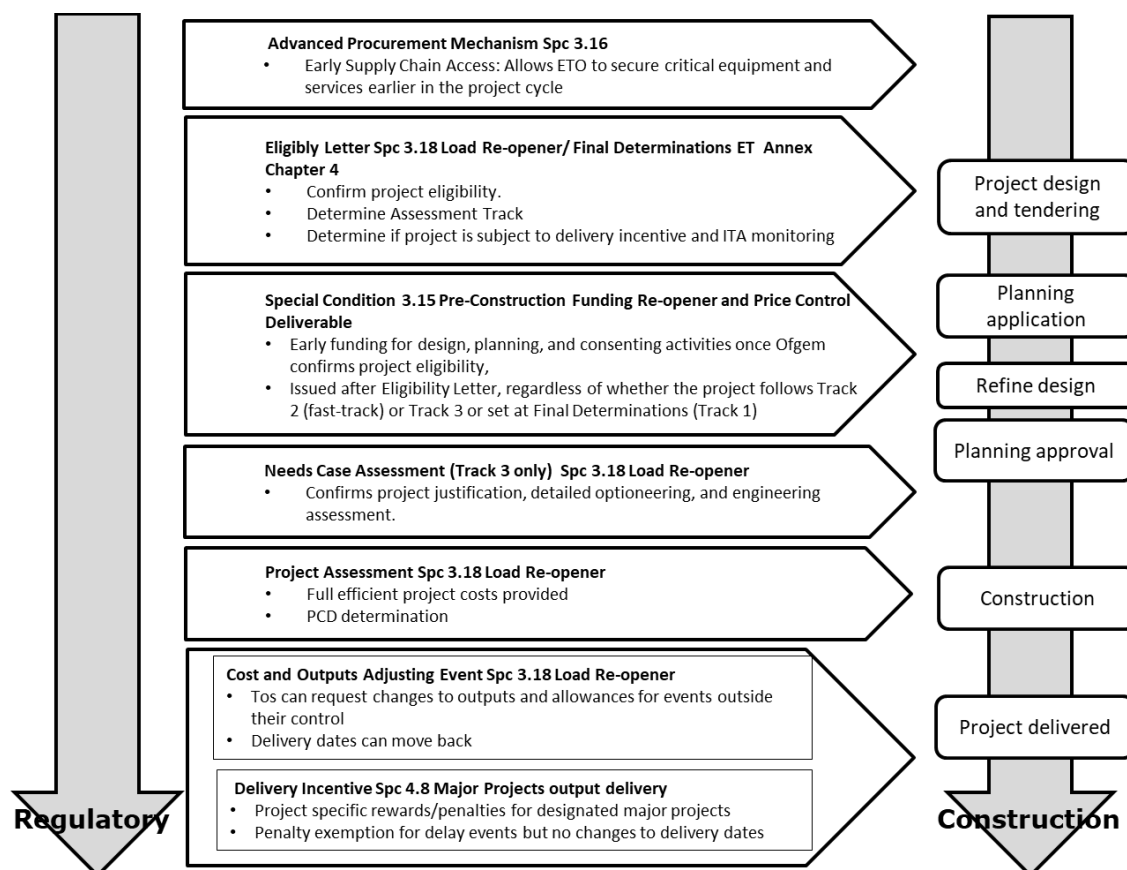 Advanced Procurement Mechanism Spc 3.16
• Early Supply Chain Access: Allows ETO to secure critical equipment and
services earlier in the project cycle
Eligibly Letter Spc 3.18 Load Re-opener/ Final Determinations ET Annex
Chapter 4
• Confirm project eligibility.
• Determine Assessment Track
• Determine if project is subject to delivery incentive and ITA monitoring
Special Condition 3.15 Pre-Construction Funding Re-opener and Price Control
Deliverable
• Early funding for design, planning, and consenting activities once Ofgem
confirms project eligibility,
• Issued after Eligibility Letter, regardless of whether the project follows Track
2 (fast-track) or Track 3 or set at Final Determinations (Track 1)
Needs Case Assessment (Track 3 only) Spc 3.18 Load Re-opener
• Confirms project justification, detailed optioneering, and engineering
assessment.
Project Assessment Spc 3.18 Load Re-opener
• Full efficient project costs provided
• PCD determination
Cost and Outputs Adjusting Event Spc 3.18 Load Re-opener
• Tos can request changes to outputs and allowances for events outside
their control
• Delivery dates can move back
Delivery Incentive Spc 4.8 Major Projects output delivery
• Project specific rewards/penalties for designated major projects
• Penalty exemption for delay events but no changes to delivery dates
Regulatory
Project design
and tendering
Planning
application
Refine design
Planning approval
Construction
Project delivered
Construction